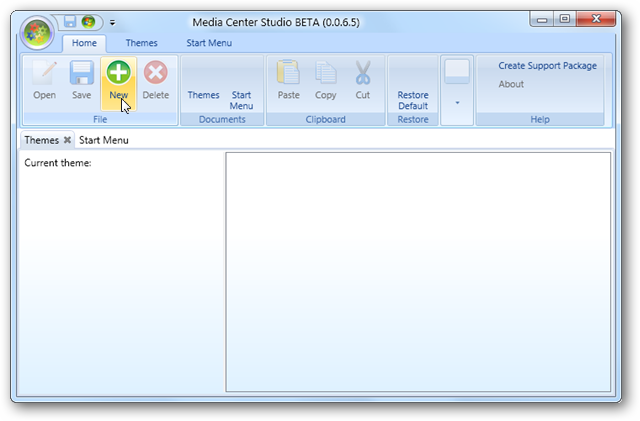 Media Center Studio BETA (0.0.6.5)
Home Themes Start Menu
Open Save New Delete Themes Start Menu Paste Copy Cut Restore Default Create Support Package
About
File Documents Clipboard Restore Help
Themes Start Menu
Current theme: